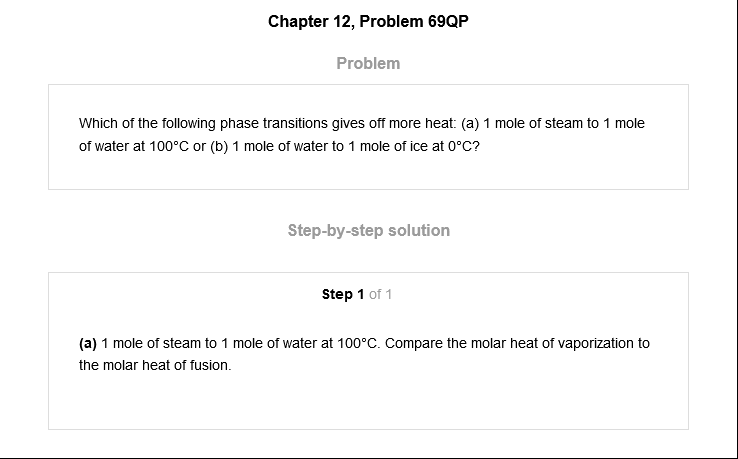 Chapter 12, Problem 69QP
Problem
Which of the following phase transitions gives off more heat: (a) 1 mole of steam to 1 mole
of water at 100°C or (b) 1 mole of water to 1 mole of ice at 0°C?
Step-by-step solution
Step 1 of 1
(a) 1 mole of steam to 1 mole of water at 100°C. Compare the molar heat of vaporization to
the molar heat of fusion.